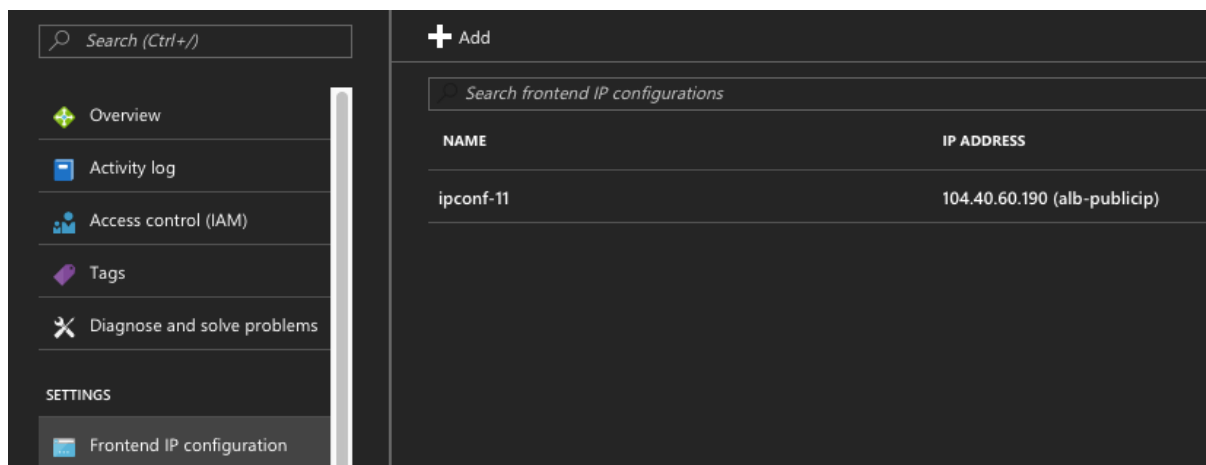 Search (Ctrl+/)
Overview
Activity log
Access control (IAM)
Tags
Diagnose and solve problems
SETTINGS
Frontend IP configuration
Add
Search frontend IP configurations
NAME IP ADDRESS
ipconf-11 104.40.60.190 (alb-publicip)